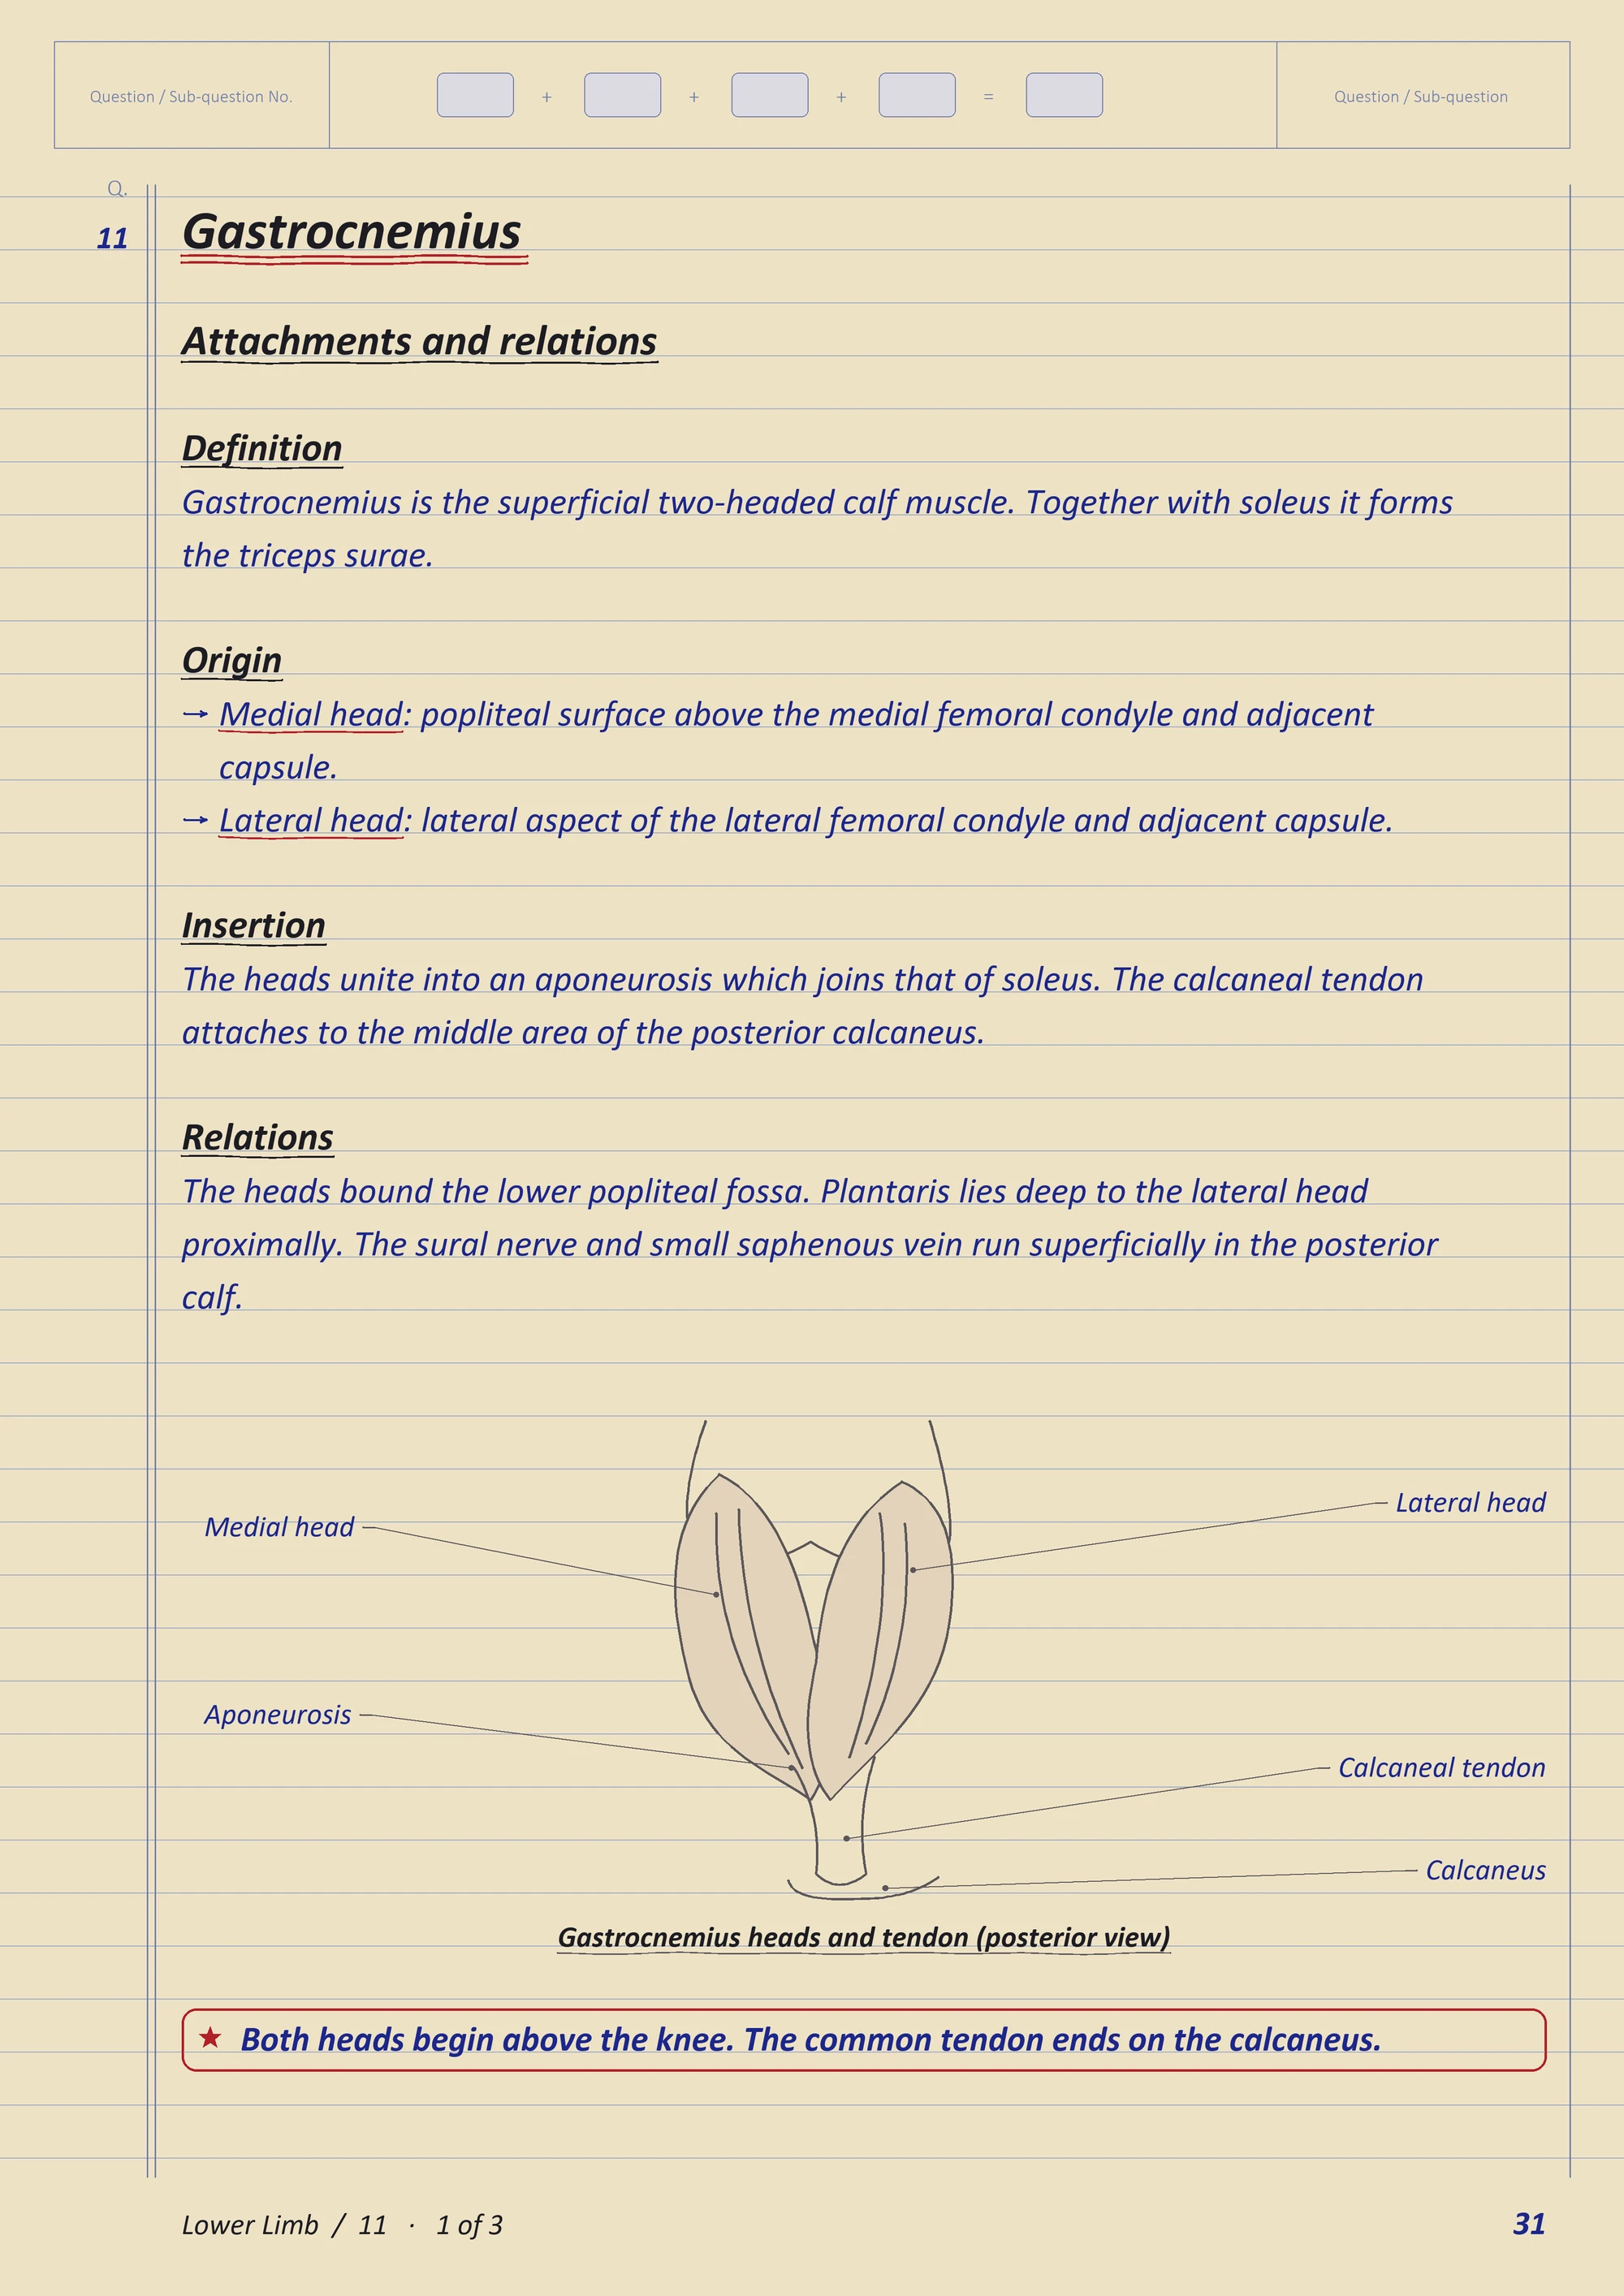 Question / Sub-question No.
+ + + =
Question / Sub-question
Q.
11
Gastrocnemius
Attachments and relations
Definition
Gastrocnemius is the superficial two-headed calf muscle. Together with soleus it forms
the triceps surae.
Origin
→ Medial head: popliteal surface above the medial femoral condyle and adjacent
capsule.
→ Lateral head: lateral aspect of the lateral femoral condyle and adjacent capsule.
Insertion
The heads unite into an aponeurosis which joins that of soleus. The calcaneal tendon
attaches to the middle area of the posterior calcaneus.
Relations
The heads bound the lower popliteal fossa. Plantaris lies deep to the lateral head
proximally. The sural nerve and small saphenous vein run superficially in the posterior
calf.
Lateral head
Medial head
Aponeurosis
Calcaneal tendon
Calcaneus
Gastrocnemius heads and tendon (posterior view)
★ Both heads begin above the knee. The common tendon ends on the calcaneus.
Lower Limb / 11 · 1 of 3
31